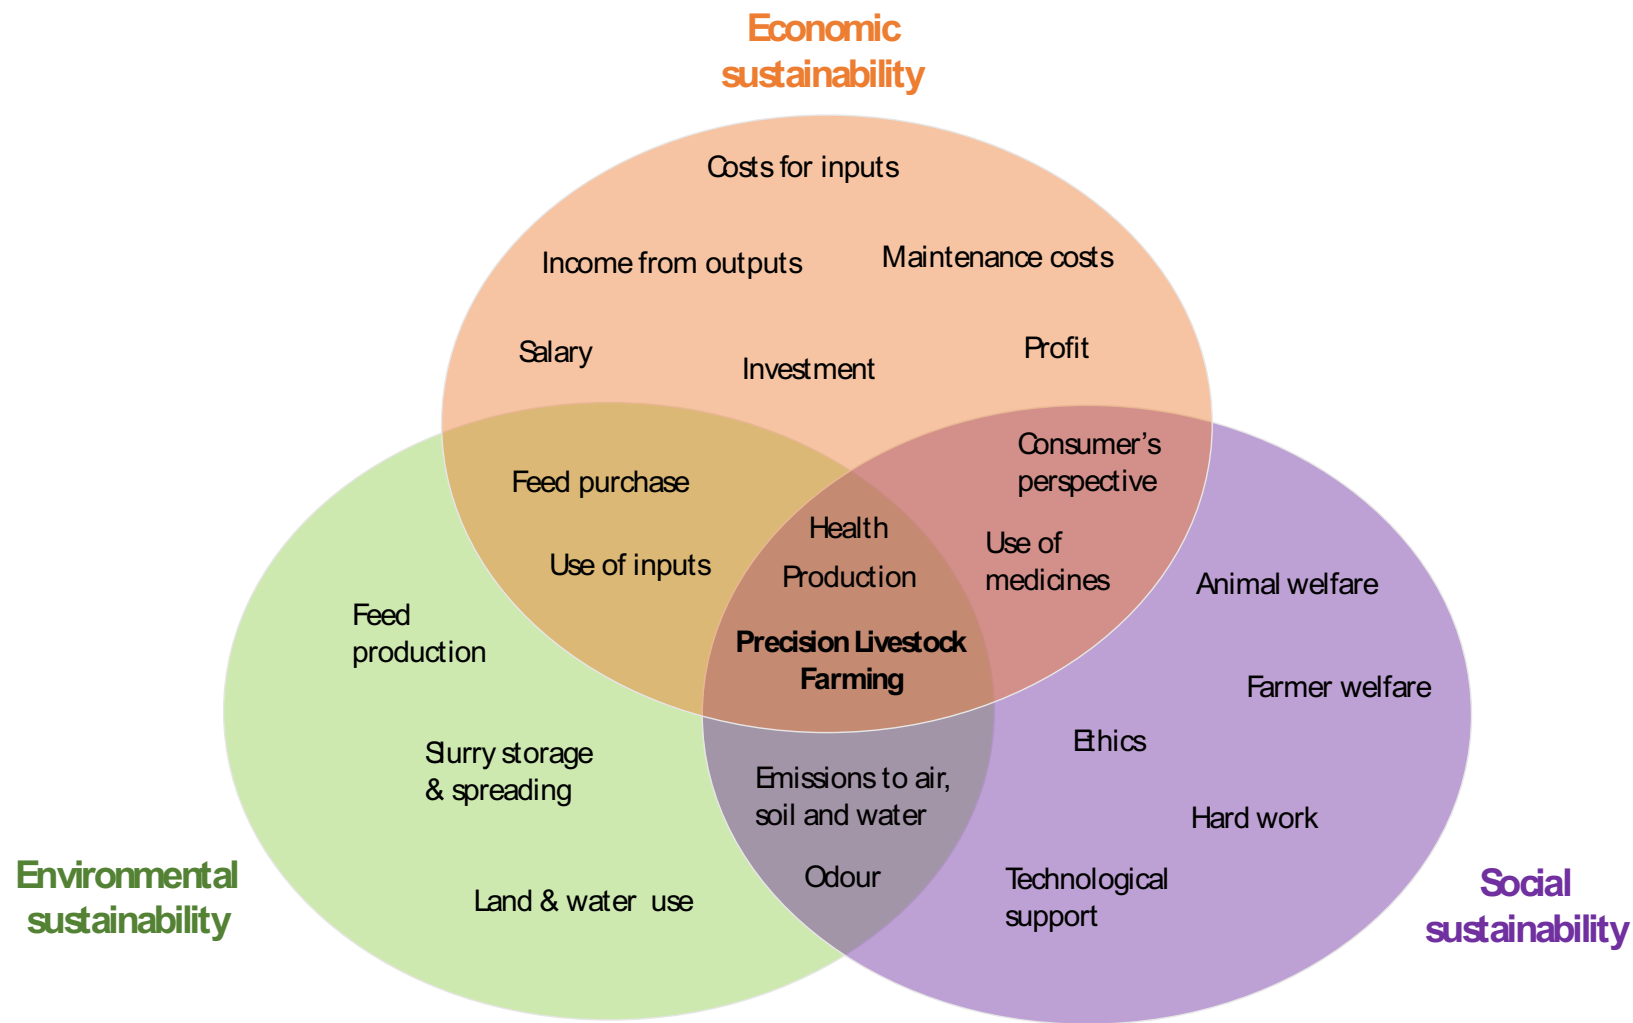 Economic
sustainability
Costs for inputs
Income from outputs
Maintenance costs
Salary
Investment
Profit
Feed purchase
Use of inputs
Health
Production
Precision Livestock
Farming
Consumer’s
perspective
Use of
medicines
Feed
production
Slurry storage
& spreading
Land & water use
Emissions to air,
soil and water
Odour
Animal welfare
Farmer welfare
Ethics
Hard work
Technological
support
Environmental
sustainability
Social
sustainability